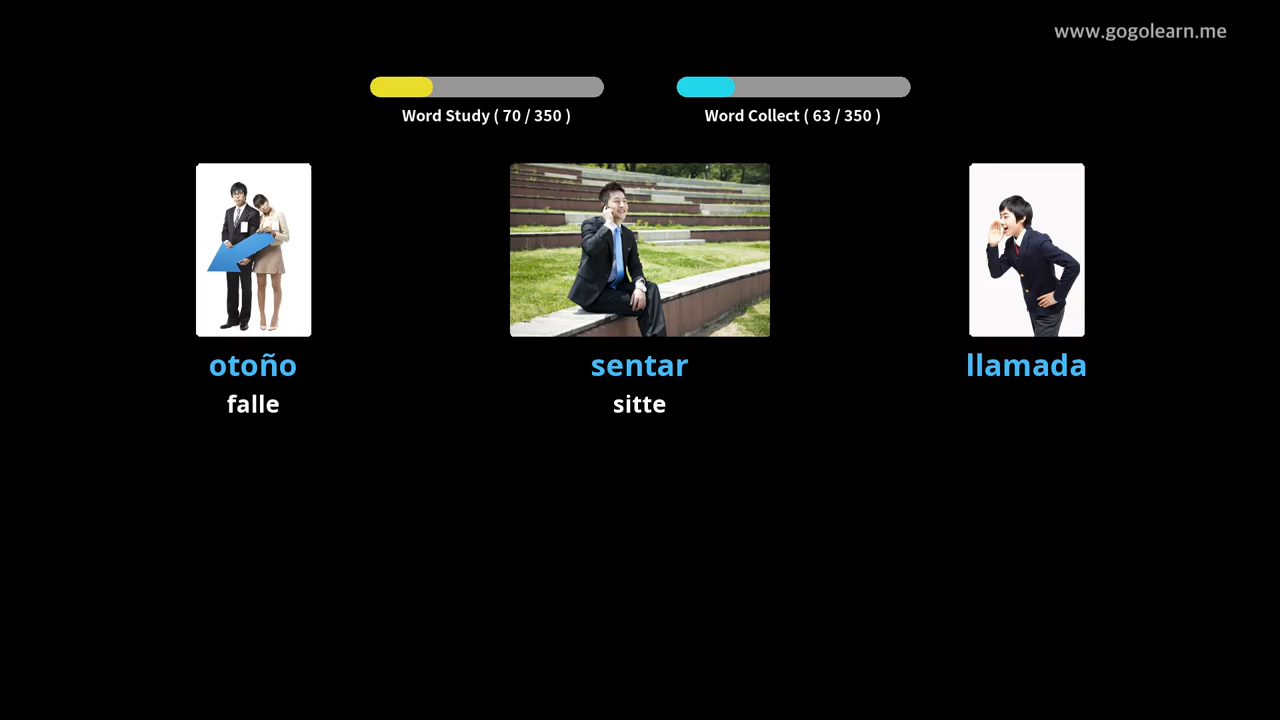 www.gogolearn.me
Word Study ( 70 / 350 )
Word Collect ( 63 / 350 )
otoño
sentar
llamada
falle
sitte